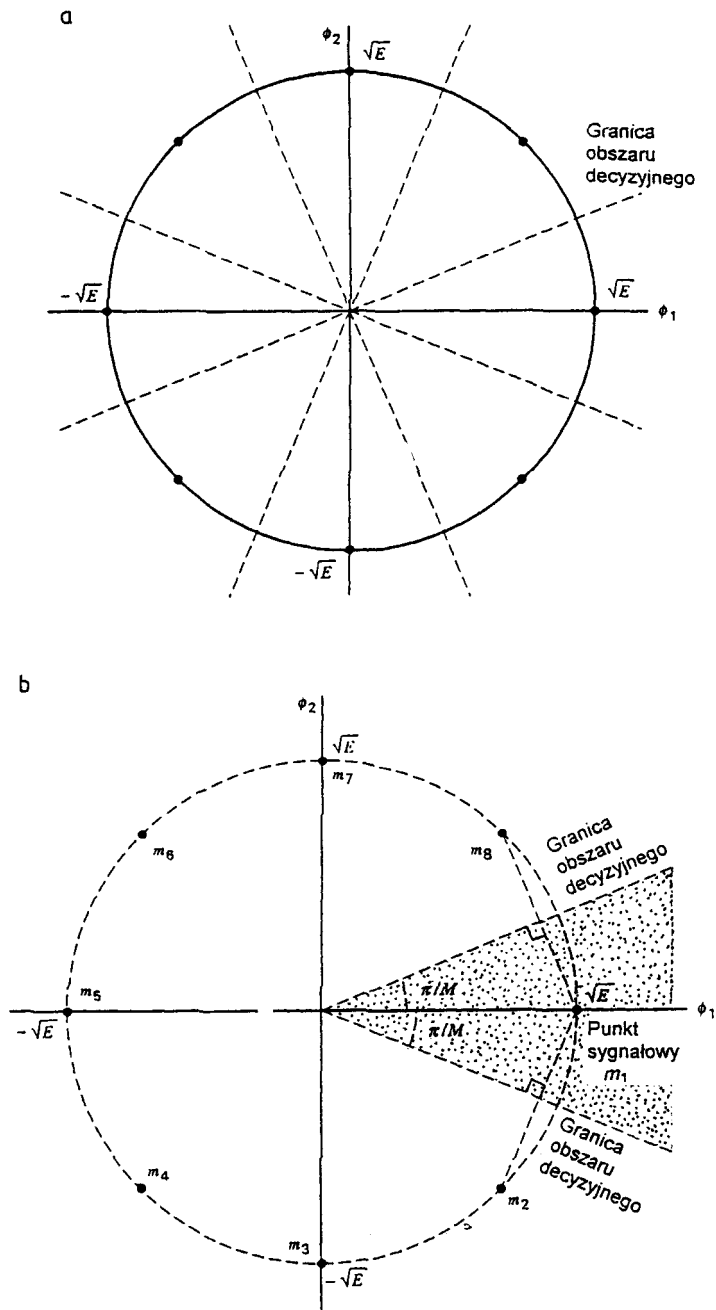 a
ϕ₂
√E
Granica
obszaru
decyzyjnego
−√E
√E
ϕ₁
−√E
b
ϕ₂
√E
m₇
m₆
m₈
Granica
obszaru
decyzyjnego
m₅
π/M
√E
ϕ₁
−√E
π/M
Punkt
sygnałowy
m₁
Granica
obszaru
decyzyjnego
m₄
m₂
m₃
−√E